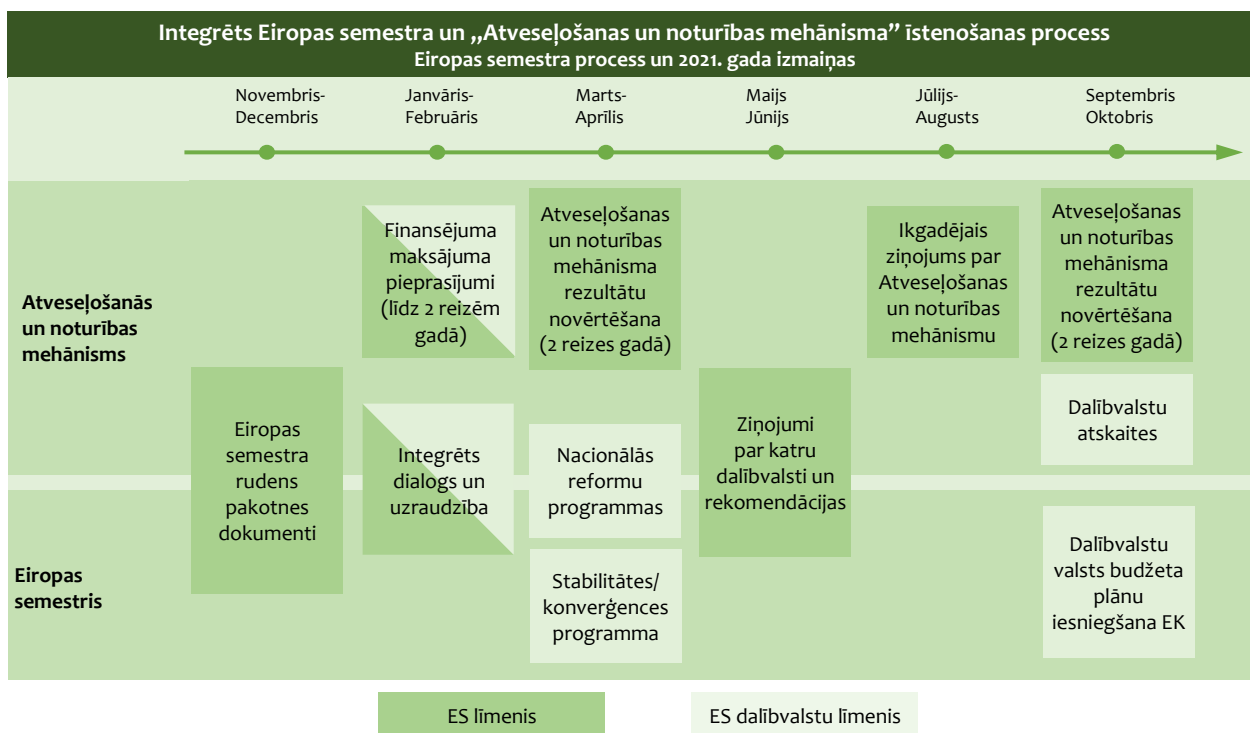 Integrēts Eiropas semestra un „Atveseļošanas un noturības mehānisma” īstenošanas process
Eiropas semestra process un 2021. gada izmaiņas
Novembris-
Decembris
Janvāris-
Februāris
Marts-
Aprīlis
Maijs
Jūnijs
Jūlijs-
Augusts
Septembris
Oktobris
Atveseļošanās
un noturības
mehānisms
Finansējuma
maksājuma
pieprasījumi
(līdz 2 reizēm
gadā)
Atveseļošanas
un noturības
mehānisma
rezultātu
novērtēšana
(2 reizes gadā)
Ikgadējais
ziņojums par
Atveseļošanas
un noturības
mehānismu
Atveseļošanas
un noturības
mehānisma
rezultātu
novērtēšana
(2 reizes gadā)
Dalībvalstu
atskaites
Eiropas
semestra
rudens
pakotnes
dokumenti
Integrēts
dialogs un
uzraudzība
Nacionālās
reformu
programmas
Ziņojumi
par katru
dalībvalsti un
rekomendācijas
Eiropas
semestris
Stabilitātes/
konverģences
programma
Dalībvalstu
valsts budžeta
plānu
iesniegšana EK
ES līmenis
ES dalībvalstu līmenis